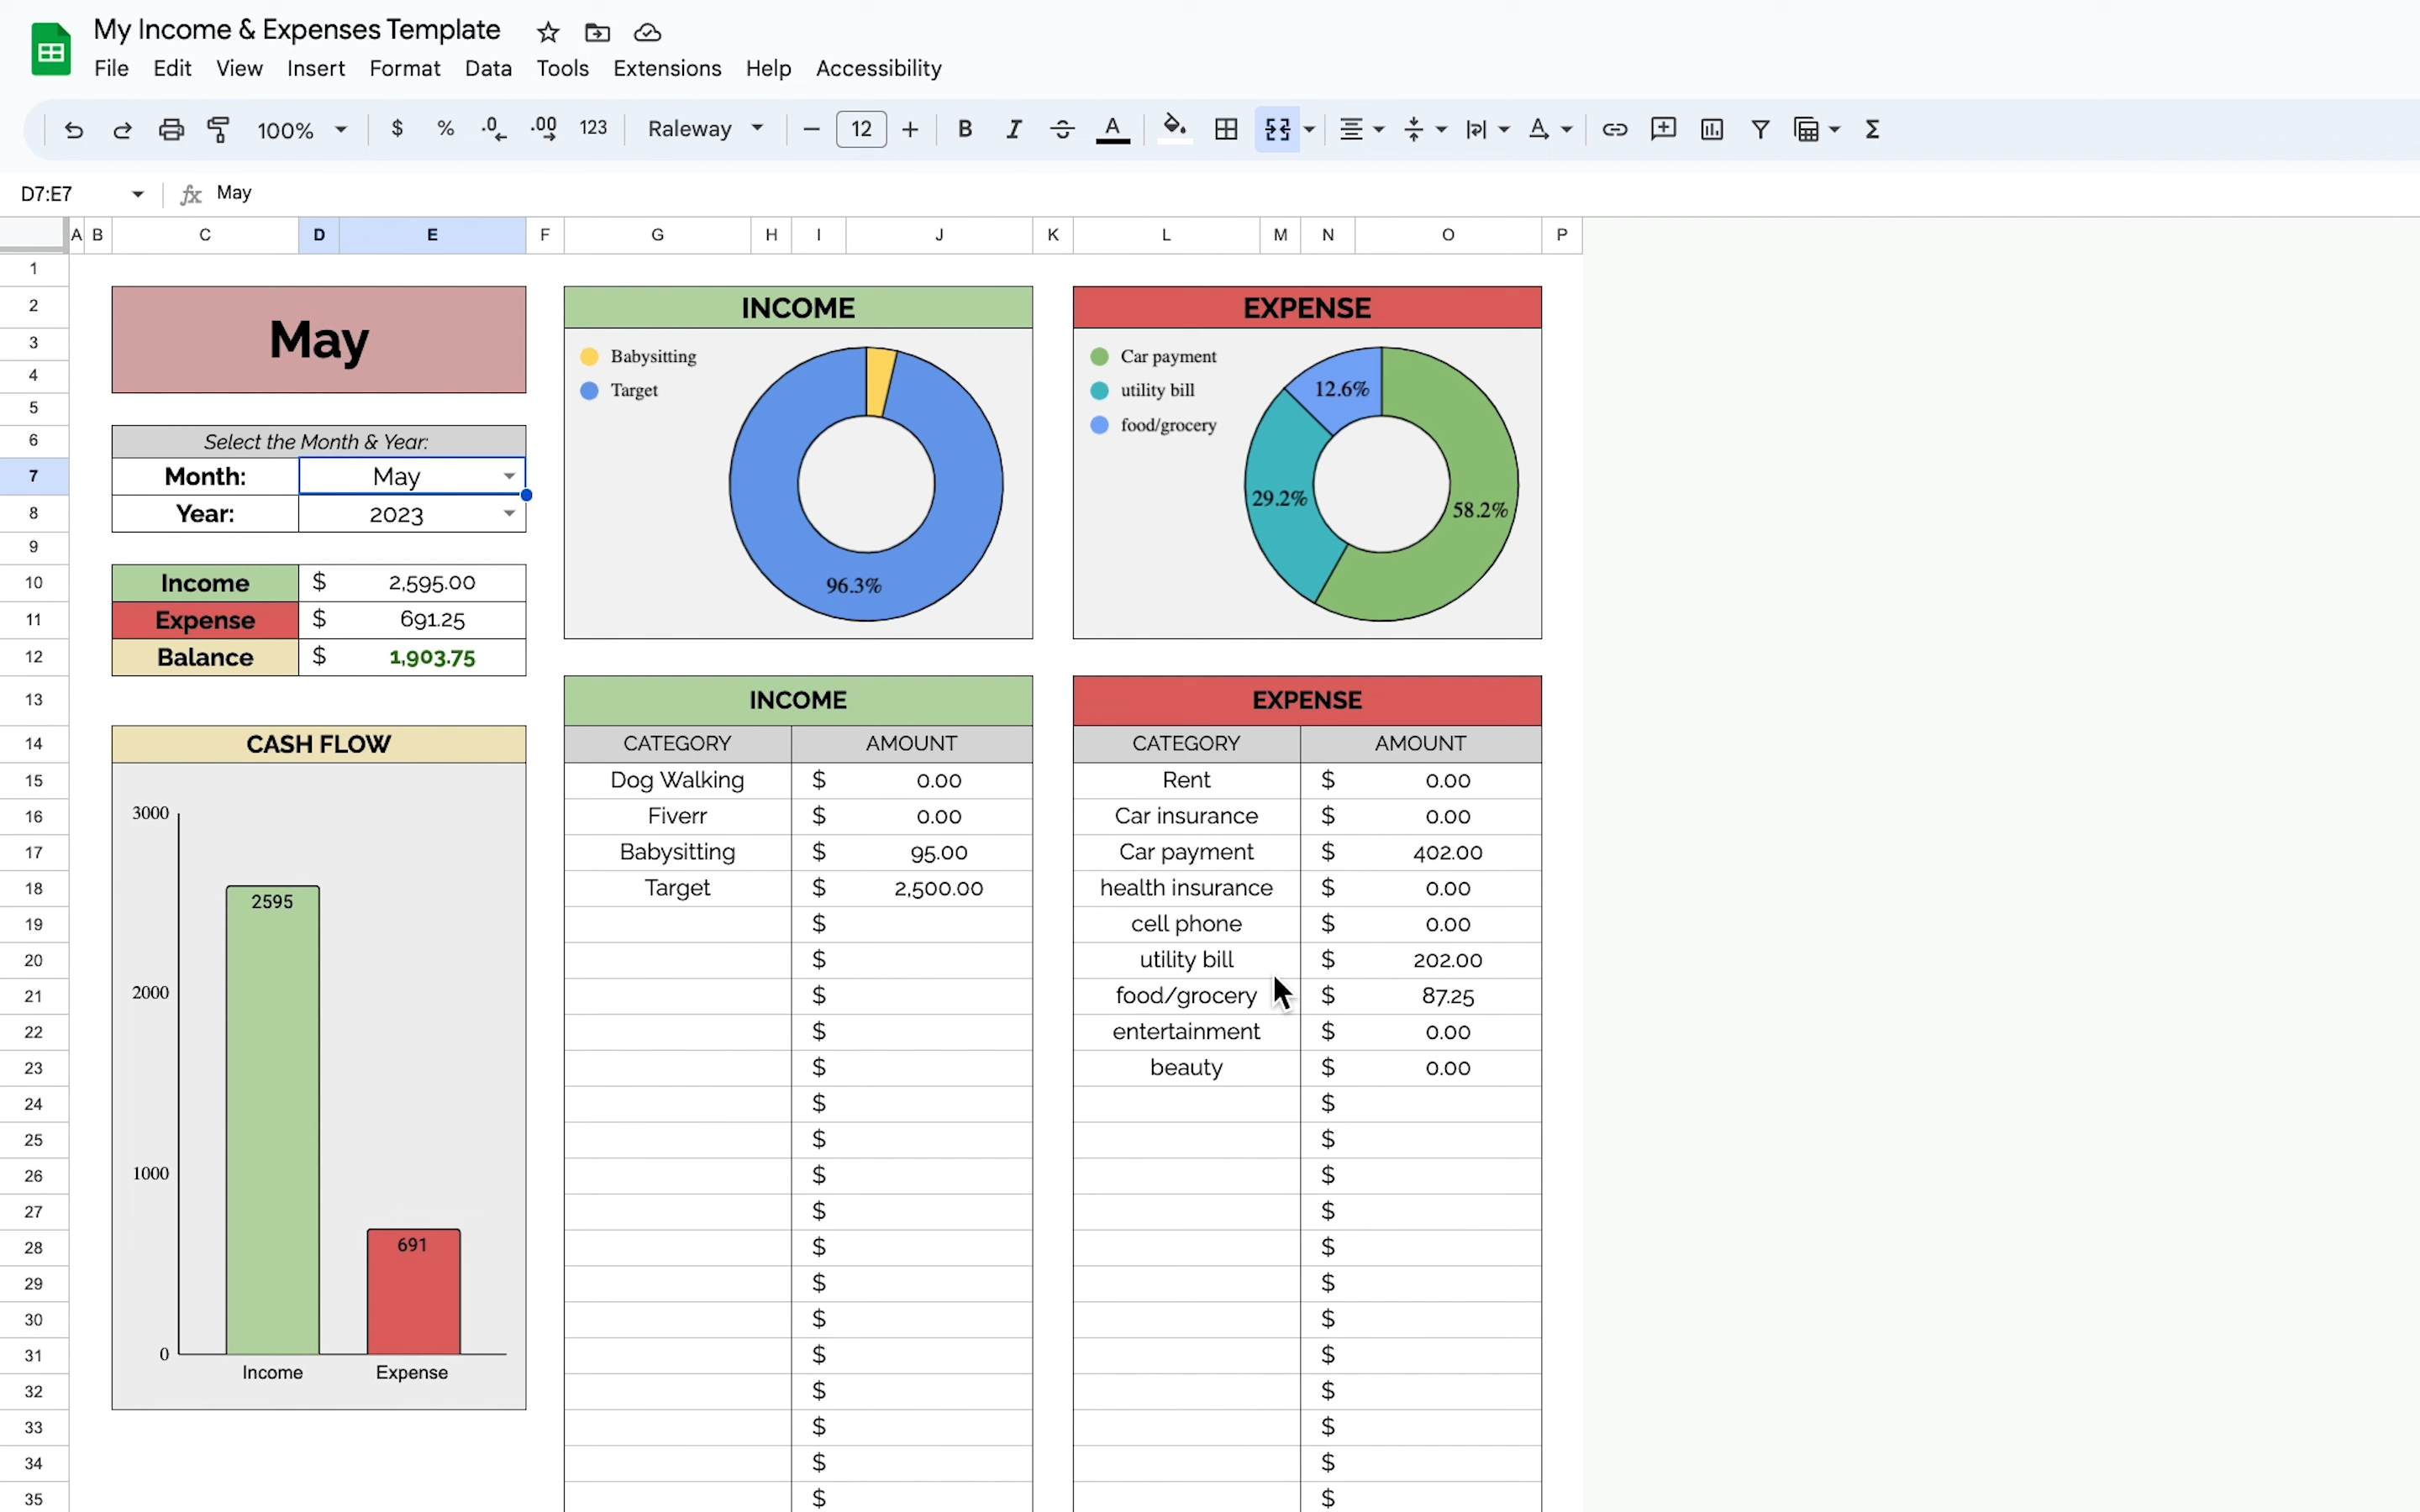 My Income & Expenses Template
File Edit View Insert Format Data Tools Extensions Help Accessibility
100% $ % .0 .00 123 Raleway 12 B I S A Σ
D7:E7 fx May
A B C D E F G H I J K L M N O P
1
2 INCOME EXPENSE
May
3 Babysitting Car payment 12.6%
4 Target utility bill
5 food/grocery
6 Select the Month & Year:
7 Month: May 29.2% 58.2%
8 Year: 2023
9
10 Income $ 2,595.00 96.3%
11 Expense $ 691.25
12 Balance $ 1,903.75
13 INCOME EXPENSE
14 CASH FLOW CATEGORY AMOUNT CATEGORY AMOUNT
15 Dog Walking $ 0.00 Rent $ 0.00
16 3000 Fiverr $ 0.00 Car insurance $ 0.00
17 Babysitting $ 95.00 Car payment $ 402.00
18 2595 Target $ 2,500.00 health insurance $ 0.00
19 $ cell phone $ 0.00
20 $ utility bill $ 202.00
21 2000 $ food/grocery $ 87.25
22 $ entertainment $ 0.00
23 $ beauty $ 0.00
24 $ $
25 $ $
26 1000 $ $
27 $ $
28 691 $ $
29 $ $
30 $ $
31 0 $ $
32 Income Expense $ $
33 $ $
34 $ $
35 $ $